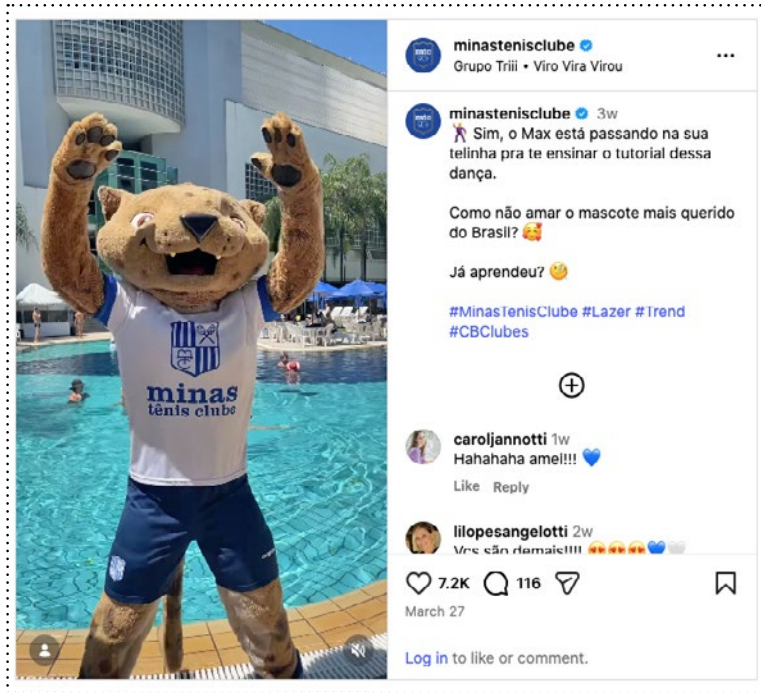 minastenisclube
Grupo Triii • Viro Vira Virou
minastenisclube 3w
Sim, o Max está passando na sua
telinha pra te ensinar o tutorial dessa
dança.
Como não amar o mascote mais querido
do Brasil? 🥰
Já aprendeu? 🧐
#MinasTenisClube #Lazer #Trend
#CBClubes
caroljannotti 1w
Hahahaha amei!!! 💙
Like Reply
lilopesangelotti 2w
Vcs são demais!!!! 😍😍😍💙🤍
7.2K 116
March 27
Log in to like or comment.
minas
tênis clube